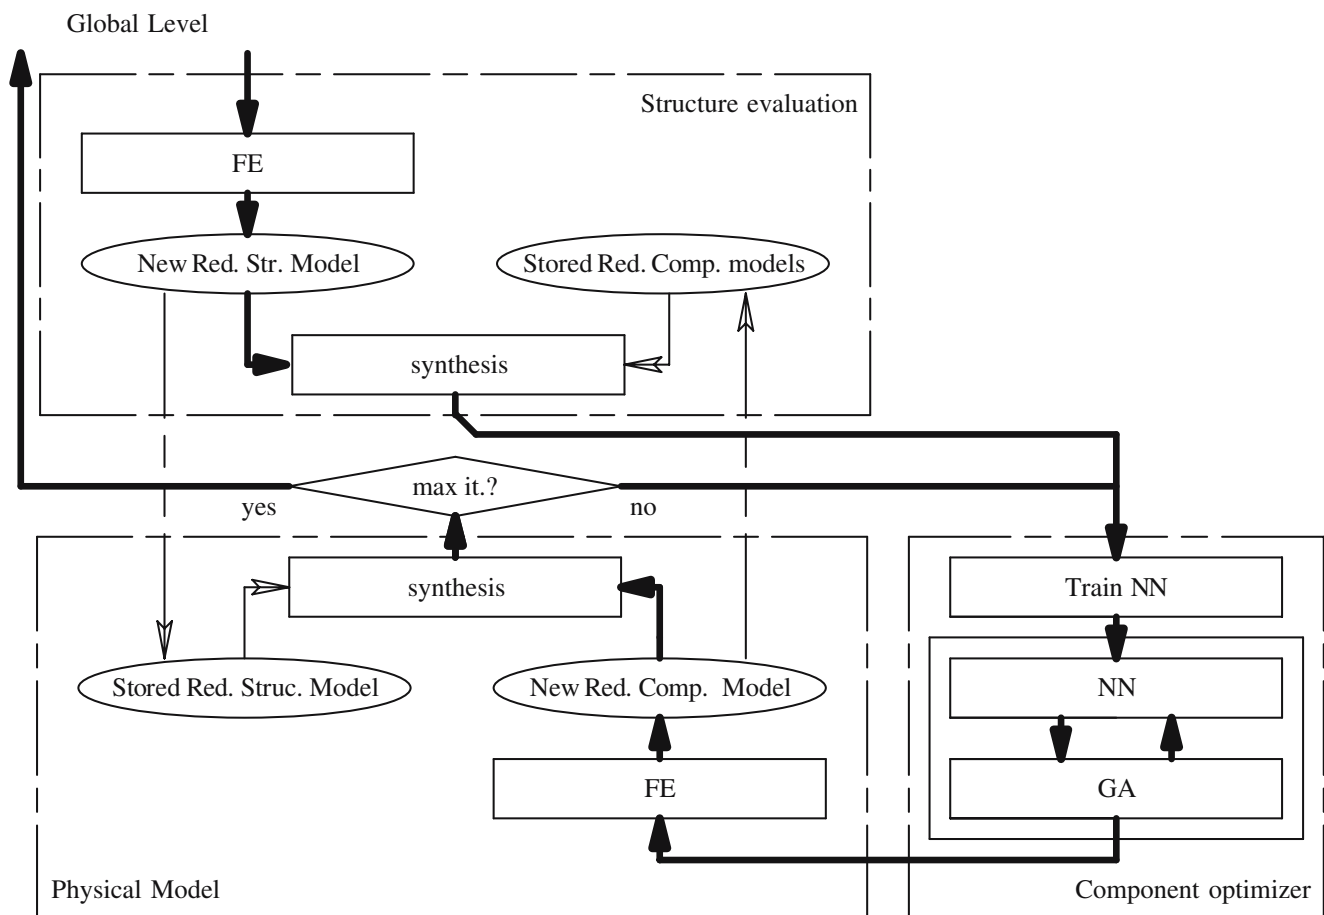 Global Level
Structure evaluation
FE
New Red. Str. Model
Stored Red. Comp. models
synthesis
max it.?
yes
no
synthesis
Train NN
Stored Red. Struc. Model
New Red. Comp. Model
NN
FE
GA
Physical Model
Component optimizer